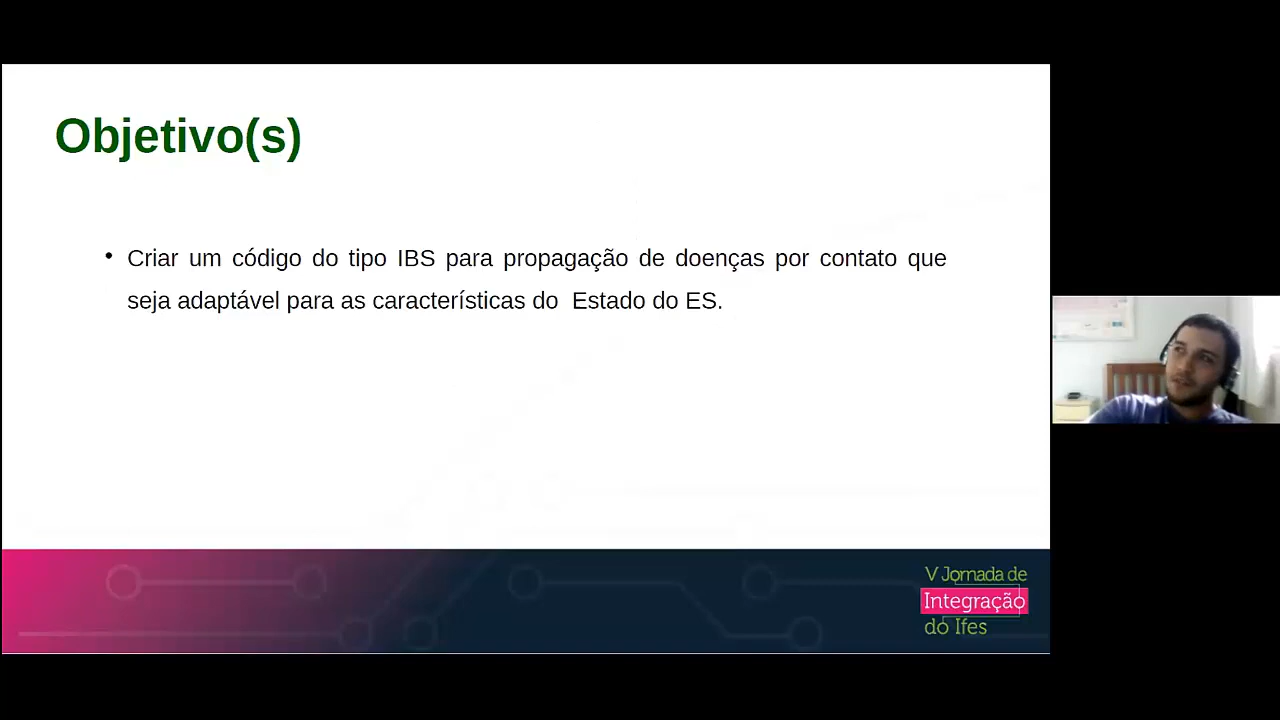 Objetivo(s)
• Criar um código do tipo IBS para propagação de doenças por contato que
seja adaptável para as características do  Estado do ES.
V Jornada de
Integração
do Ifes